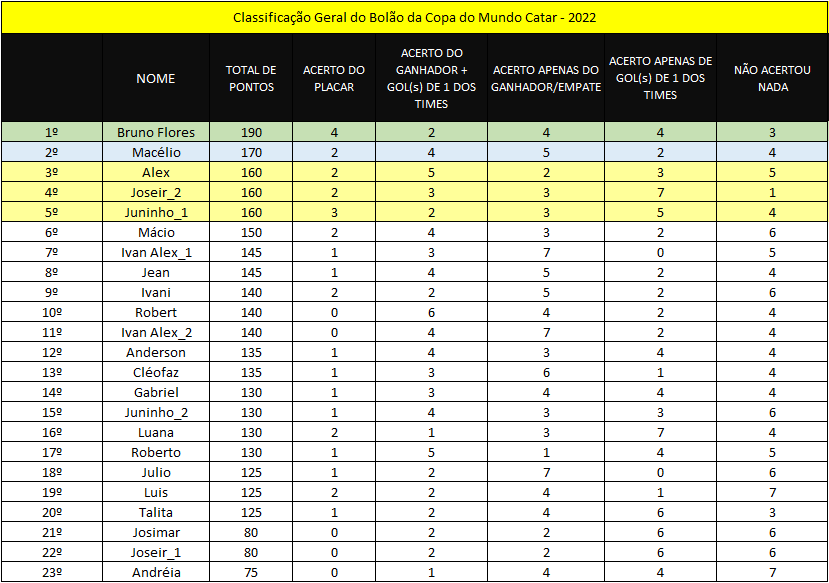 Classificação Geral do Bolão da Copa do Mundo Catar - 2022
NOME TOTAL DE PONTOS ACERTO DO PLACAR ACERTO DO GANHADOR + GOL(s) DE 1 DOS TIMES ACERTO APENAS DO GANHADOR/EMPATE ACERTO APENAS DE GOL(s) DE 1 DOS TIMES NÃO ACERTOU NADA
1º Bruno Flores 190 4 2 4 4 3
2º Macélio 170 2 4 5 2 4
3º Alex 160 2 5 2 3 5
4º Joseir_2 160 2 3 3 7 1
5º Juninho_1 160 3 2 3 5 4
6º Mácio 150 2 4 3 2 6
7º Ivan Alex_1 145 1 3 7 0 5
8º Jean 145 1 4 5 2 4
9º Ivani 140 2 2 5 2 6
10º Robert 140 0 6 4 2 4
11º Ivan Alex_2 140 0 4 7 2 4
12º Anderson 135 1 4 3 4 4
13º Cléofaz 135 1 3 6 1 4
14º Gabriel 130 1 3 4 4 4
15º Juninho_2 130 1 4 3 3 6
16º Luana 130 2 1 3 7 4
17º Roberto 130 1 5 1 4 5
18º Julio 125 1 2 7 0 6
19º Luis 125 2 2 4 1 7
20º Talita 125 1 2 4 6 3
21º Josimar 80 0 2 2 6 6
22º Joseir_1 80 0 2 2 6 6
23º Andréia 75 0 1 4 4 7